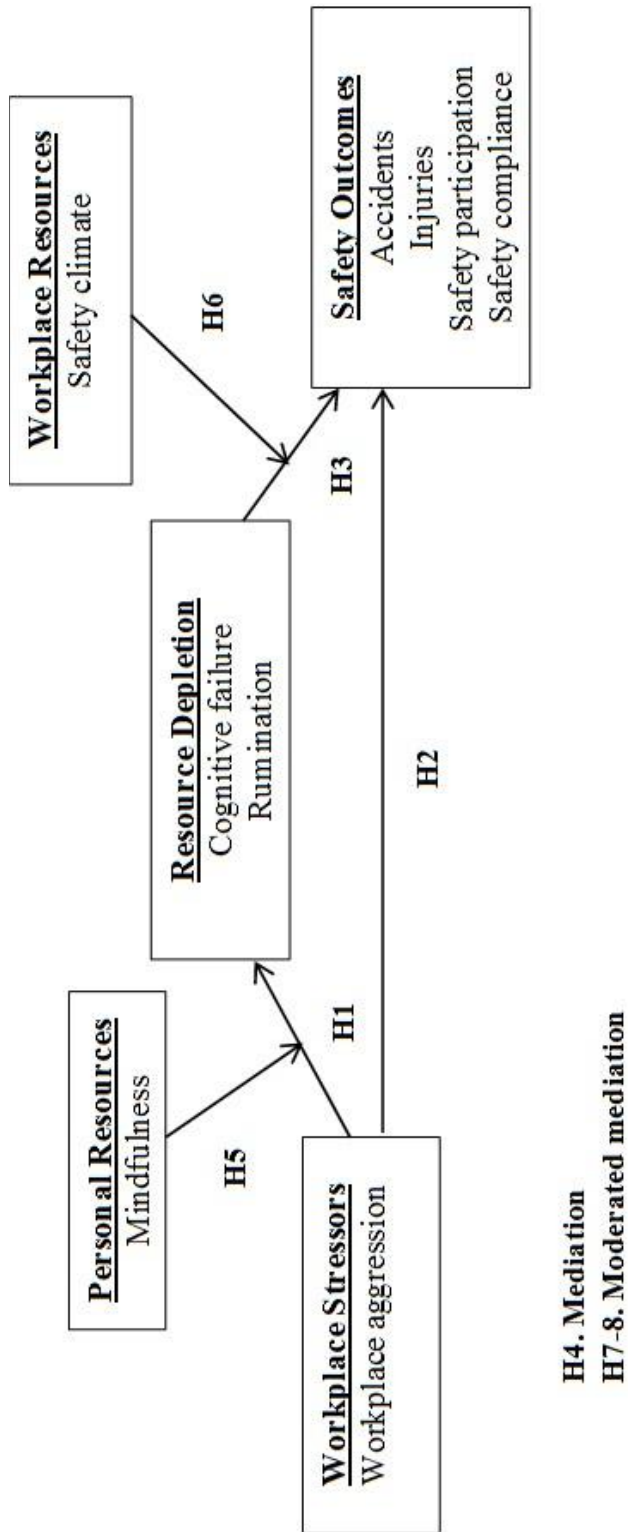 Personal Resources
Mindfulness
Workplace Resources
Safety climate
H5
H6
Resource Depletion
Cognitive failure
Rumination
H1
H3
Workplace Stressors
Workplace aggression
Safety Outcomes
Accidents
Injuries
Safety participation
Safety compliance
H2
H4. Mediation
H7-8. Moderated mediation